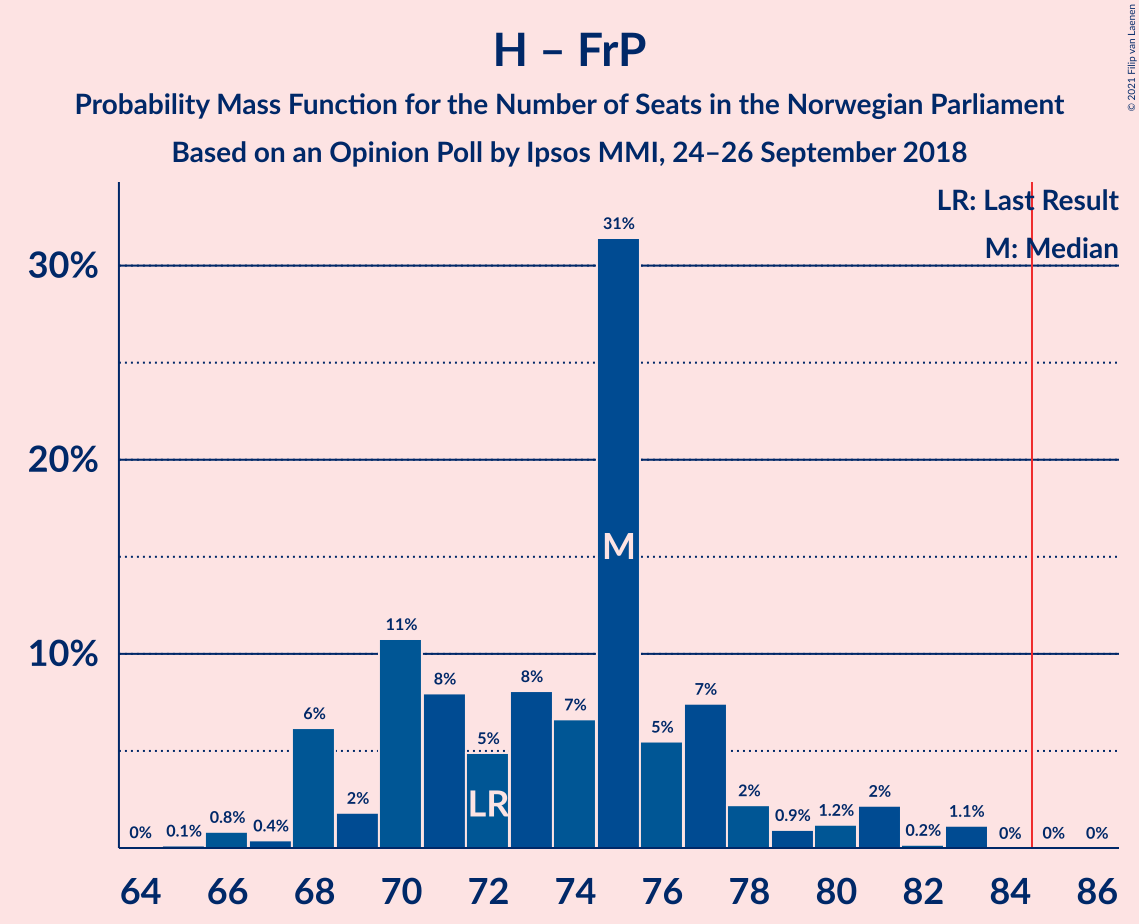 H – FrP
Probability Mass Function for the Number of Seats in the Norwegian Parliament
Based on an Opinion Poll by Ipsos MMI, 24–26 September 2018
© 2021 Filip van Laenen
LR: Last Result
M: Median
30%
20%
10%
0%
0.1%
0.8%
0.4%
6%
2%
11%
8%
5%
8%
7%
31%
5%
7%
2%
0.9%
1.2%
2%
0.2%
1.1%
0%
0%
0%
M
LR
64 66 68 70 72 74 76 78 80 82 84 86